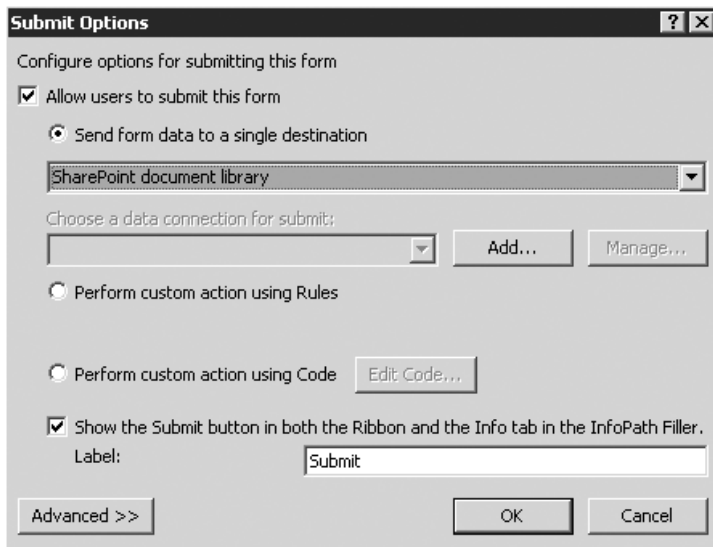 Submit Options
Configure options for submitting this form
Allow users to submit this form
Send form data to a single destination
SharePoint document library
Choose a data connection for submit:
Add... Manage...
Perform custom action using Rules
Perform custom action using Code Edit Code...
Show the Submit button in both the Ribbon and the Info tab in the InfoPath Filler.
Label: Submit
Advanced >> OK Cancel